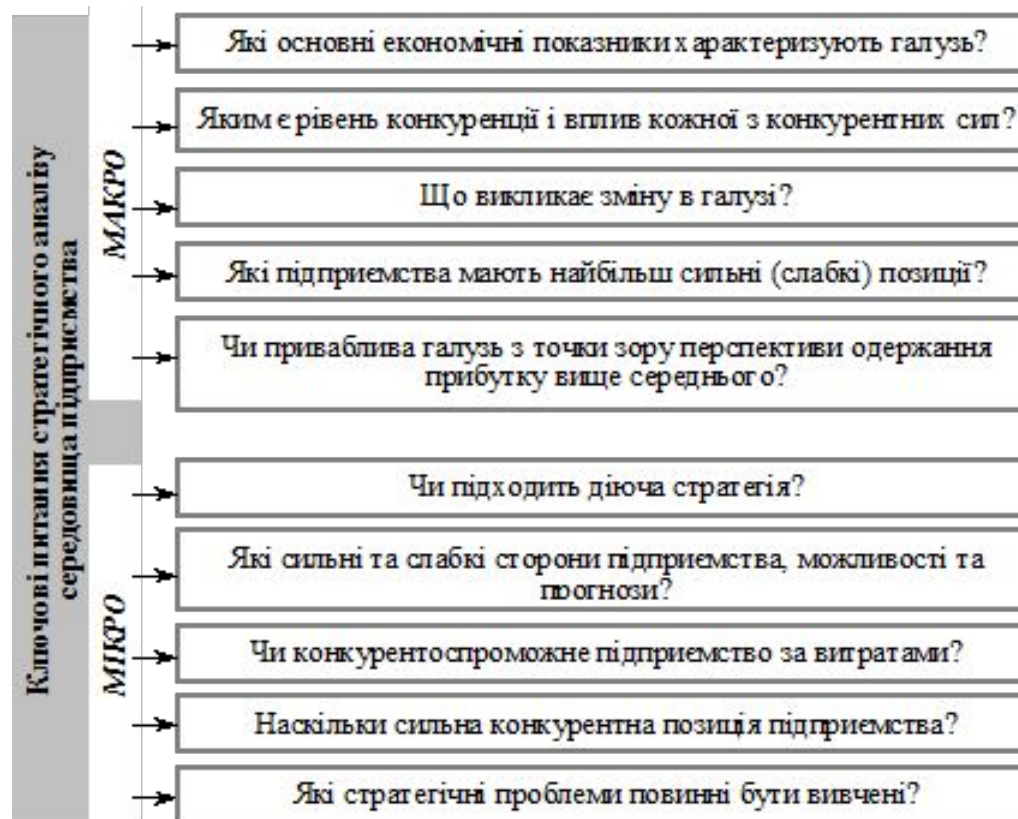 Ключові питання стратегічного аналізу
середовища підприємства
МАКРО
Які основні економічні показники характеризують галузь?
Яким є рівень конкуренції і вплив кожної з конкурентних сил?
Що викликає зміну в галузі?
Які підприємства мають найбільш сильні (слабкі) позиції?
Чи приваблива галузь з точки зору перспективи одержання
прибутку вище середнього?
МІКРО
Чи підходить діюча стратегія?
Які сильні та слабкі сторони підприємства, можливості та
прогнози?
Чи конкурентоспроможне підприємство за витратами?
Наскільки сильна конкурентна позиція підприємства?
Які стратегічні проблеми повинні бути вивчені?